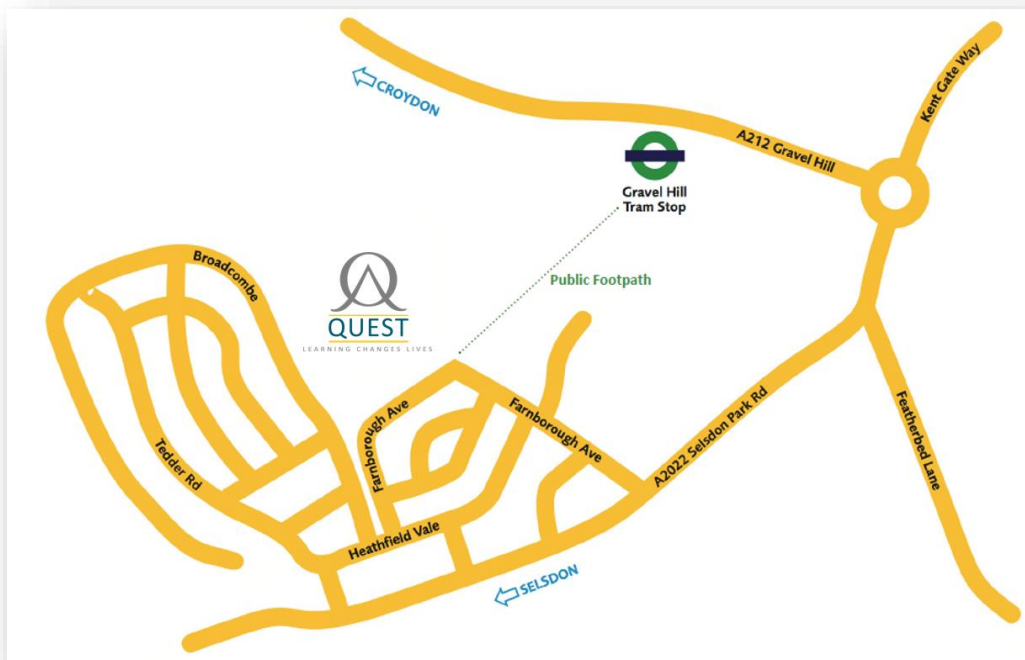 Kent Gate Way
CROYDON
A212 Gravel Hill
Gravel Hill
Tram Stop
Broadcombe
Public Footpath
QUEST
LEARNING CHANGES LIVES
Farnborough Ave
Farnborough Ave
A2022 Selsdon Park Rd
Featherbed Lane
Tedder Rd
Heathfield Vale
SELSDON